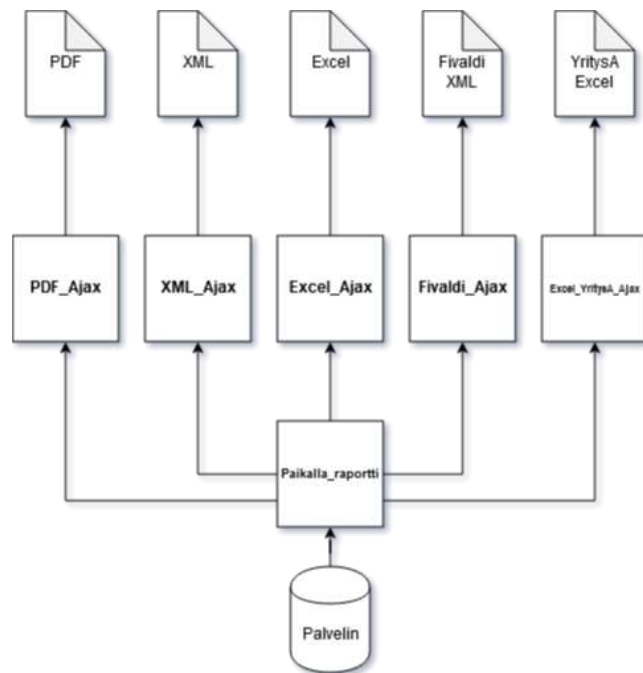 PDF
XML
Excel
Fivaldi
XML
YritysA
Excel
PDF_Ajax
XML_Ajax
Excel_Ajax
Fivaldi_Ajax
Excel_YritysA_Ajax
Paikalla_raportti
Palvelin